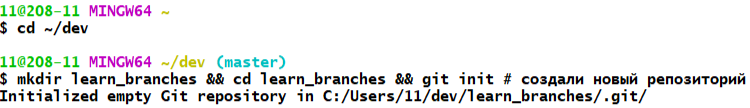 11@208-11 MINGW64 ~
$ cd ~/dev
11@208-11 MINGW64 ~/dev (master)
$ mkdir learn_branches && cd learn_branches && git init # создали новый репозиторий
Initialized empty Git repository in C:/Users/11/dev/learn_branches/.git/